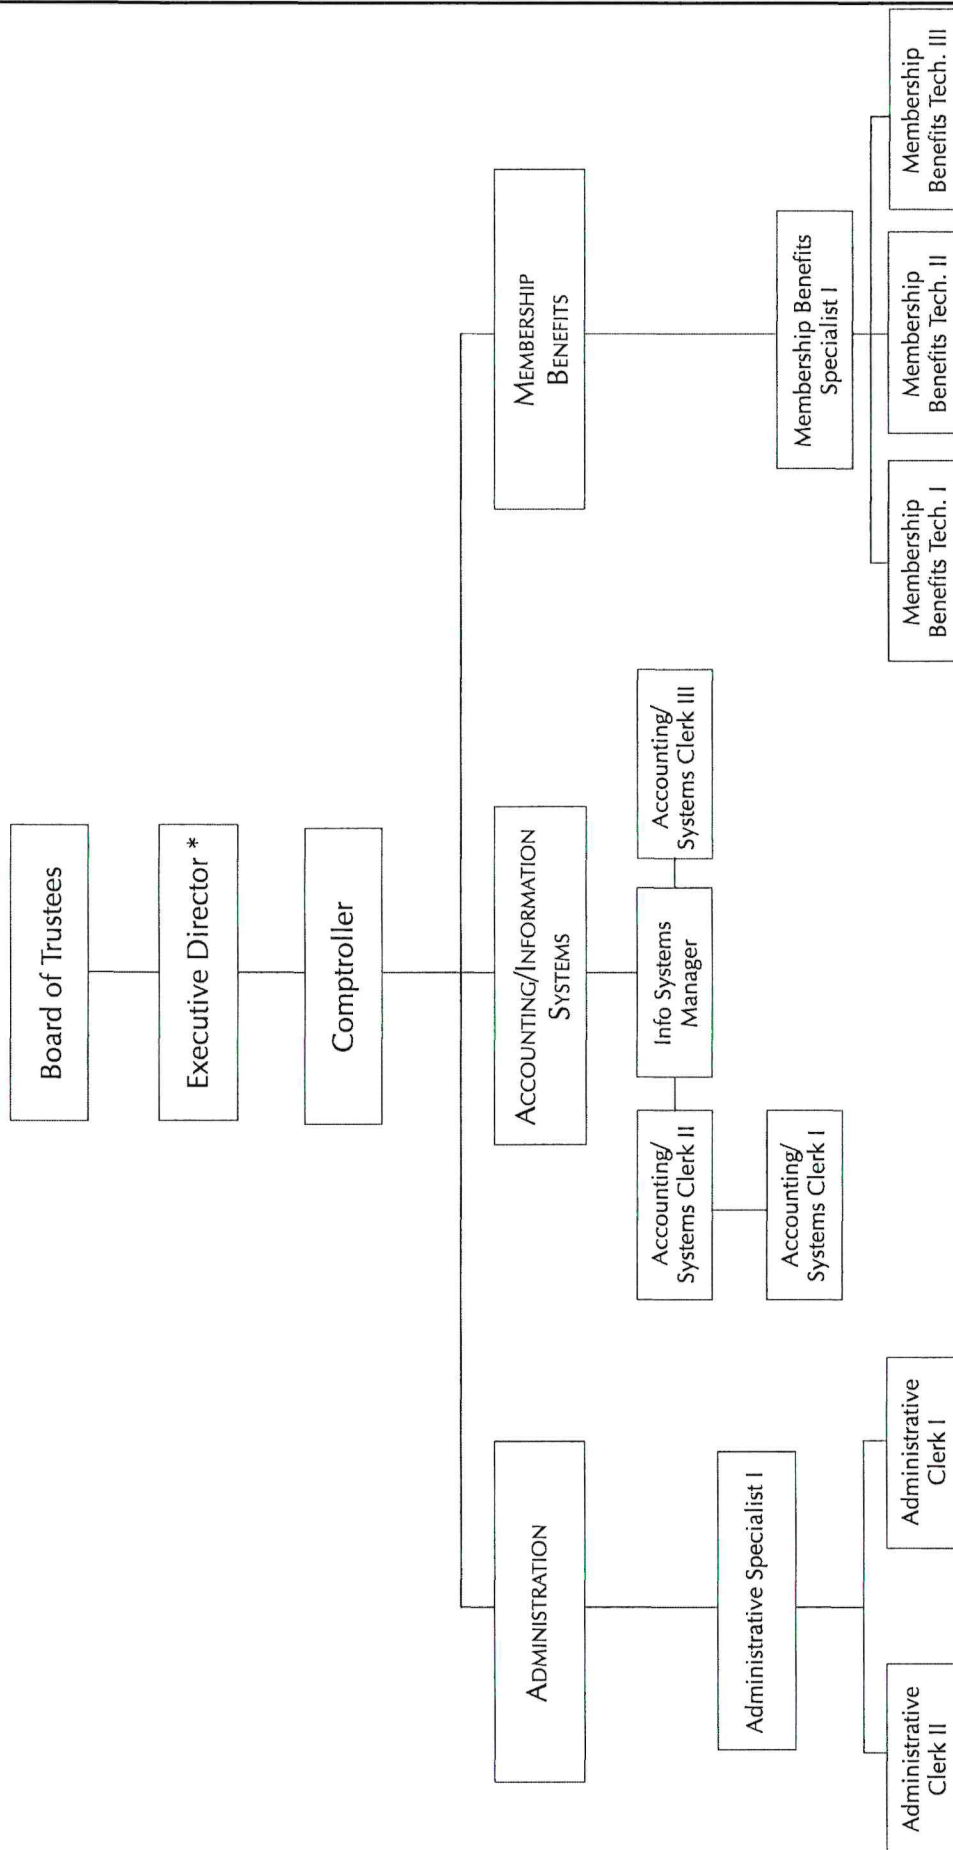 Board of Trustees
Executive Director *
Comptroller
ADMINISTRATION
ACCOUNTING/INFORMATION
SYSTEMS
MEMBERSHIP
BENEFITS
Administrative Specialist I
Info Systems
Manager
Accounting/
Systems Clerk II
Accounting/
Systems Clerk III
Accounting/
Systems Clerk I
Membership Benefits
Specialist I
Administrative
Clerk II
Administrative
Clerk I
Membership
Benefits Tech. I
Membership
Benefits Tech. II
Membership
Benefits Tech. III